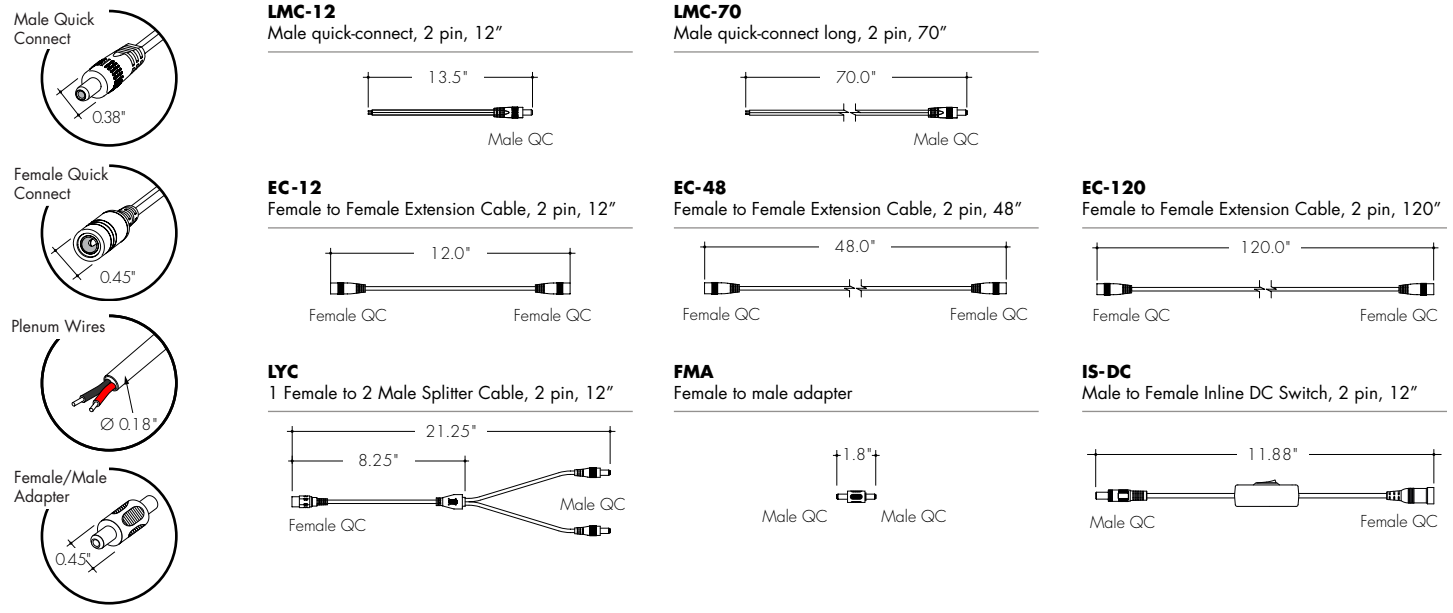 Male Quick
Connect
0.38"
Female Quick
Connect
0.45"
Plenum Wires
Ø 0.18"
Female/Male
Adapter
0.45"
LMC-12
Male quick-connect, 2 pin, 12”
13.5"
Male QC
LMC-70
Male quick-connect long, 2 pin, 70”
70.0"
Male QC
EC-12
Female to Female Extension Cable, 2 pin, 12”
12.0"
Female QC Female QC
EC-48
Female to Female Extension Cable, 2 pin, 48”
48.0"
Female QC Female QC
EC-120
Female to Female Extension Cable, 2 pin, 120”
120.0"
Female QC Female QC
LYC
1 Female to 2 Male Splitter Cable, 2 pin, 12”
21.25"
8.25"
Male QC
Female QC
FMA
Female to male adapter
1.8"
Male QC Male QC
IS-DC
Male to Female Inline DC Switch, 2 pin, 12”
11.88"
Male QC Female QC